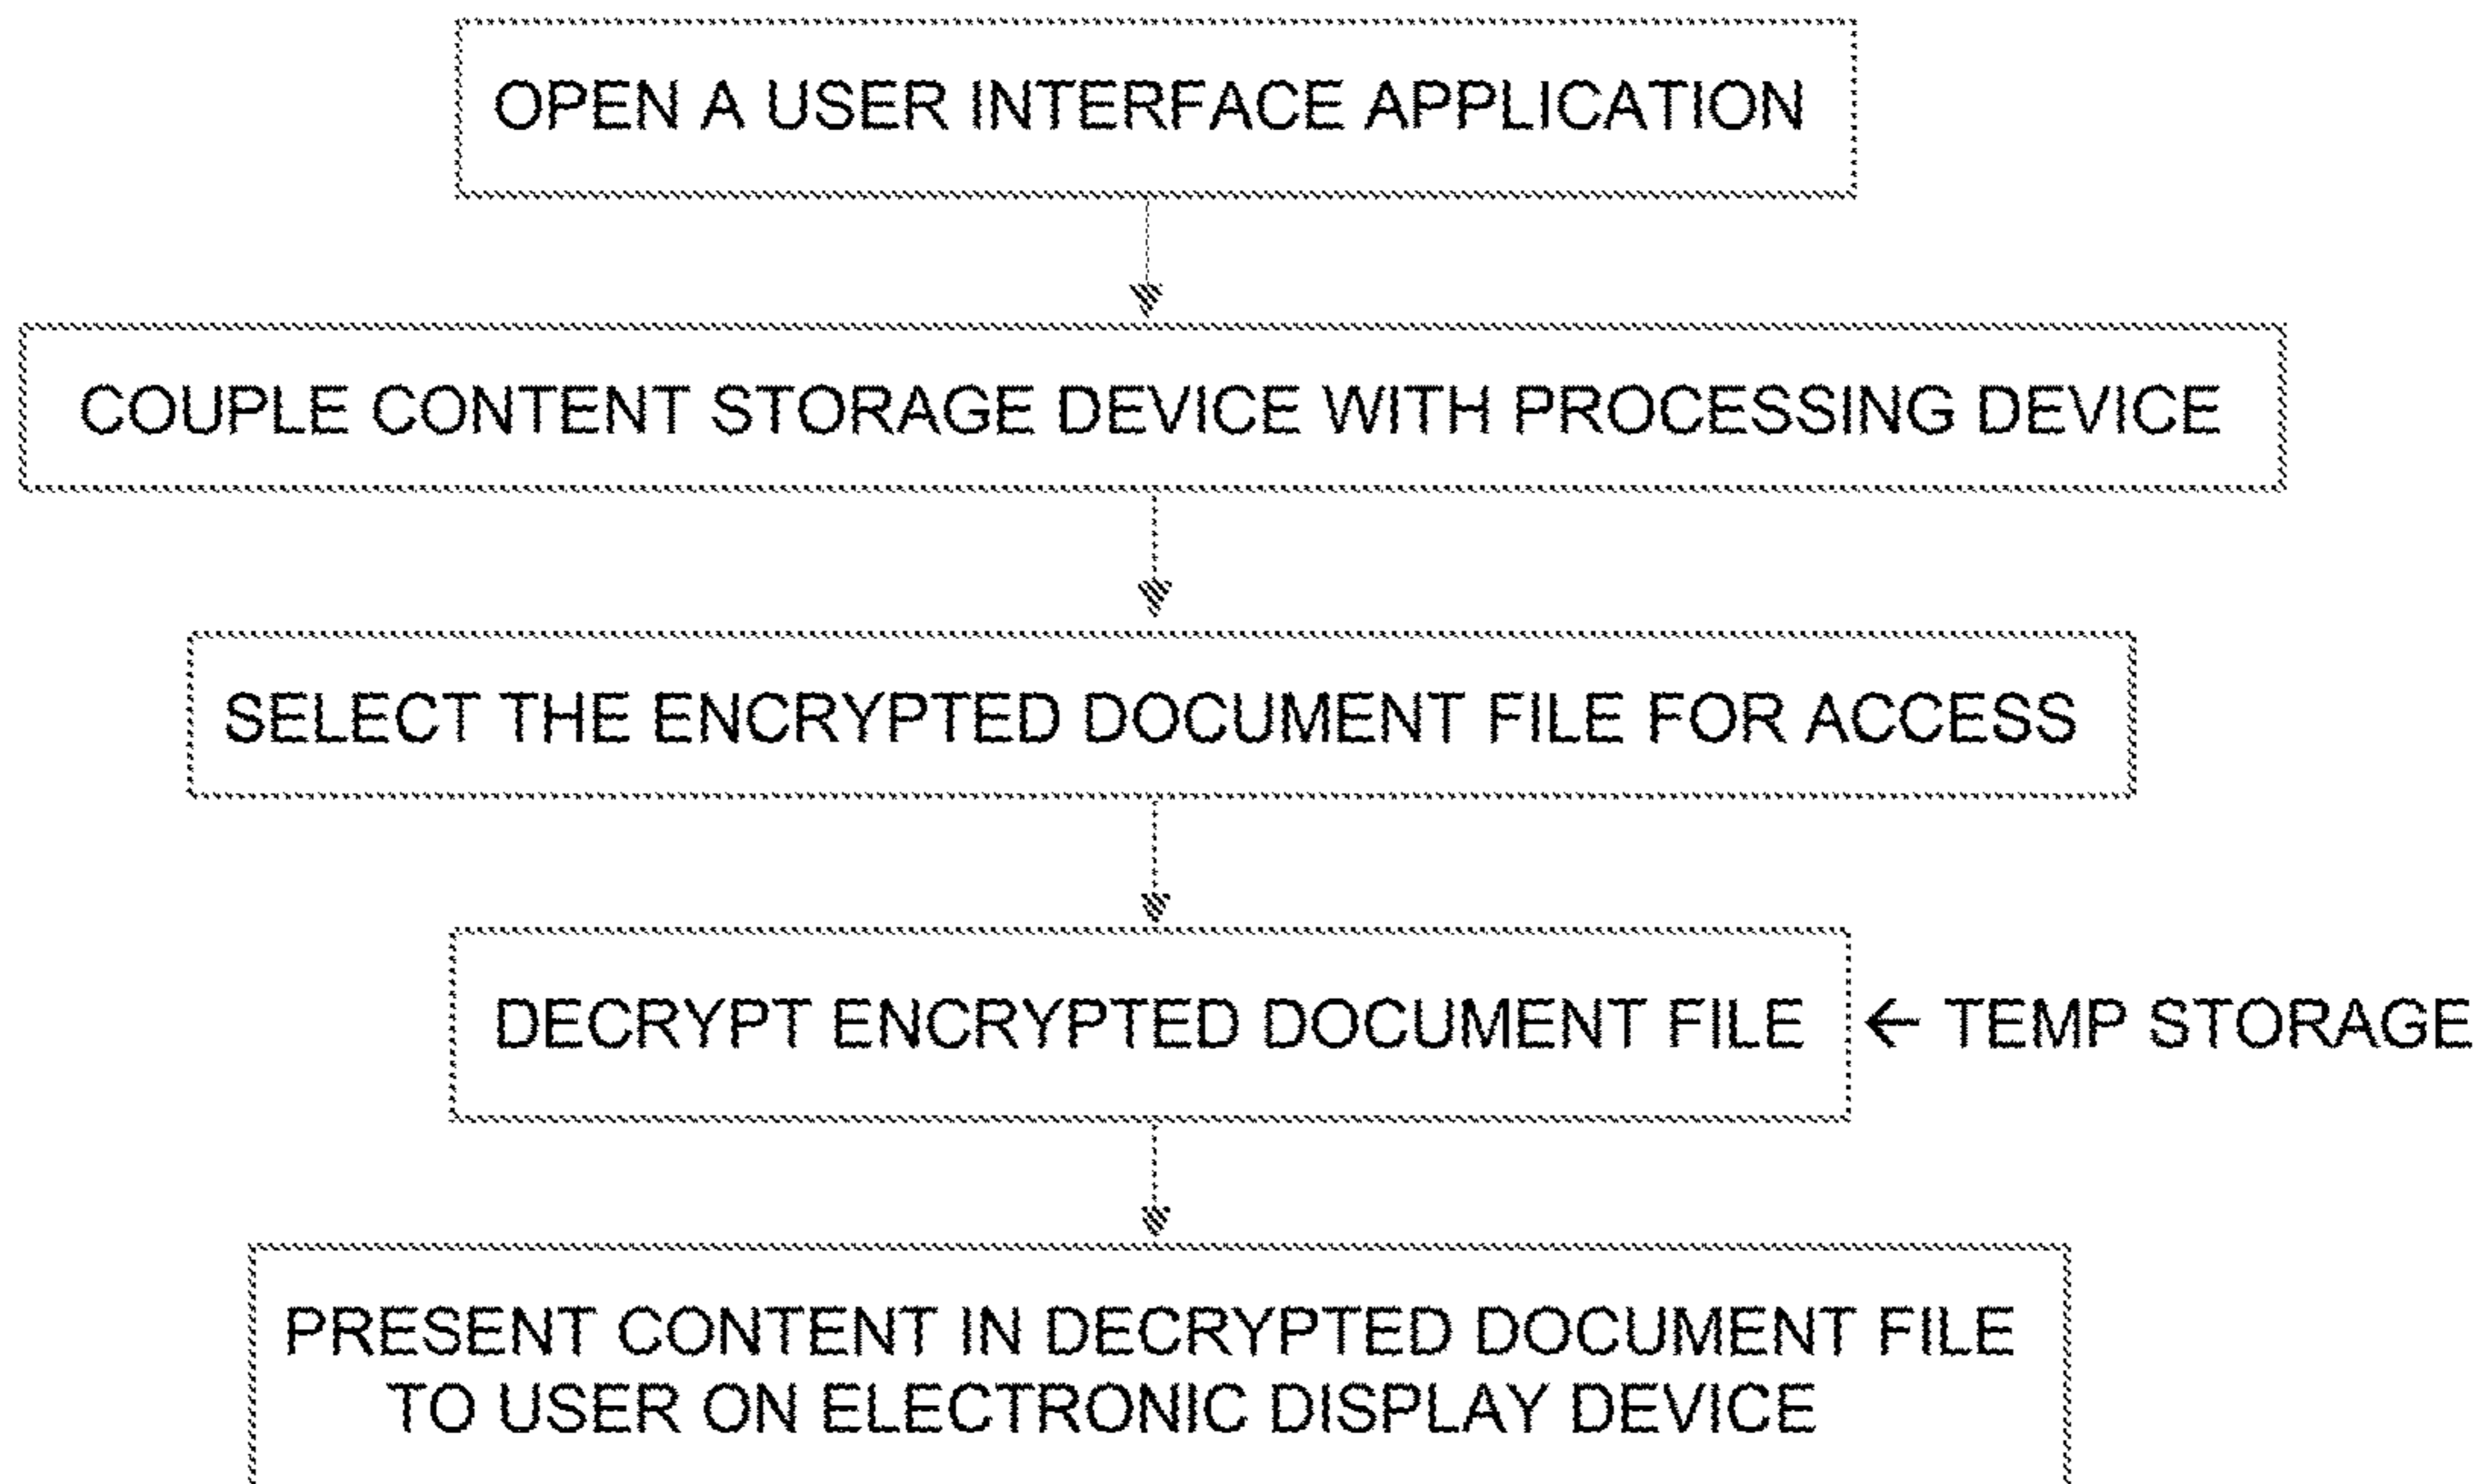 OPEN A USER INTERFACE APPLICATION
COUPLE CONTENT STORAGE DEVICE WITH PROCESSING DEVICE
SELECT THE ENCRYPTED DOCUMENT FILE FOR ACCESS
DECRYPT ENCRYPTED DOCUMENT FILE ← TEMP STORAGE
PRESENT CONTENT IN DECRYPTED DOCUMENT FILE
TO USER ON ELECTRONIC DISPLAY DEVICE